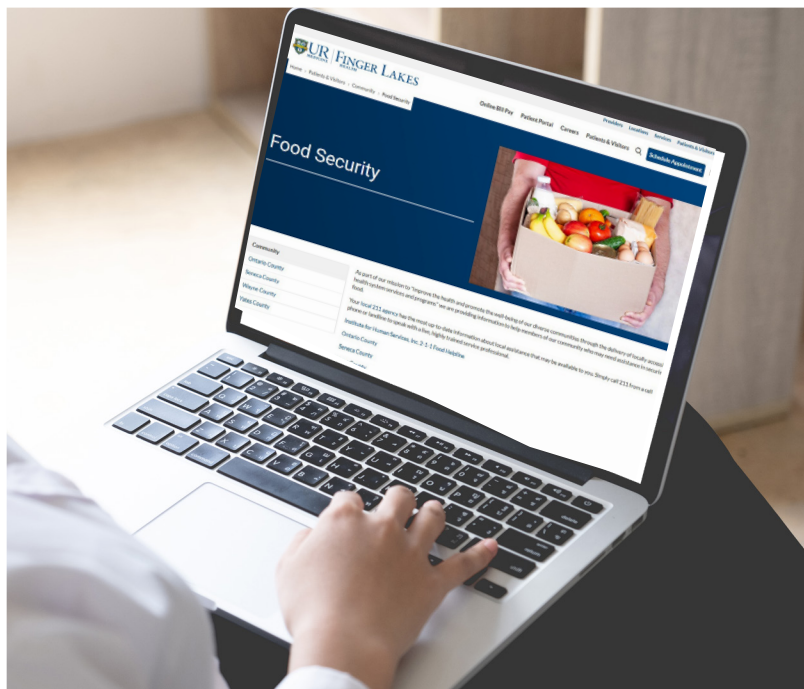 UR | FINGER LAKES
MEDICINE HEALTH
Home Patients & Visitors Community Food Security
Providers Locations Services Patients & Visitors
Online Bill Pay Patient Portal Careers Patients & Visitors Schedule Appointment
Food Security
Community
Ontario County
Seneca County
Wayne County
Yates County
As part of our mission to "improve the health and promote the well-being of our diverse communities through the delivery of locally
health system services and programs" we are providing information to help members of our community who may need assistance in
food.
Your local 211 agency has the most up-to-date information about local assistance that may be available to you. Simply call 211 from a cell
phone or landline to speak with a live, highly trained service professional.
Institute for Human Services, Inc. 2-1-1 Food Helpline
Ontario County
Seneca County
delete
return
shift